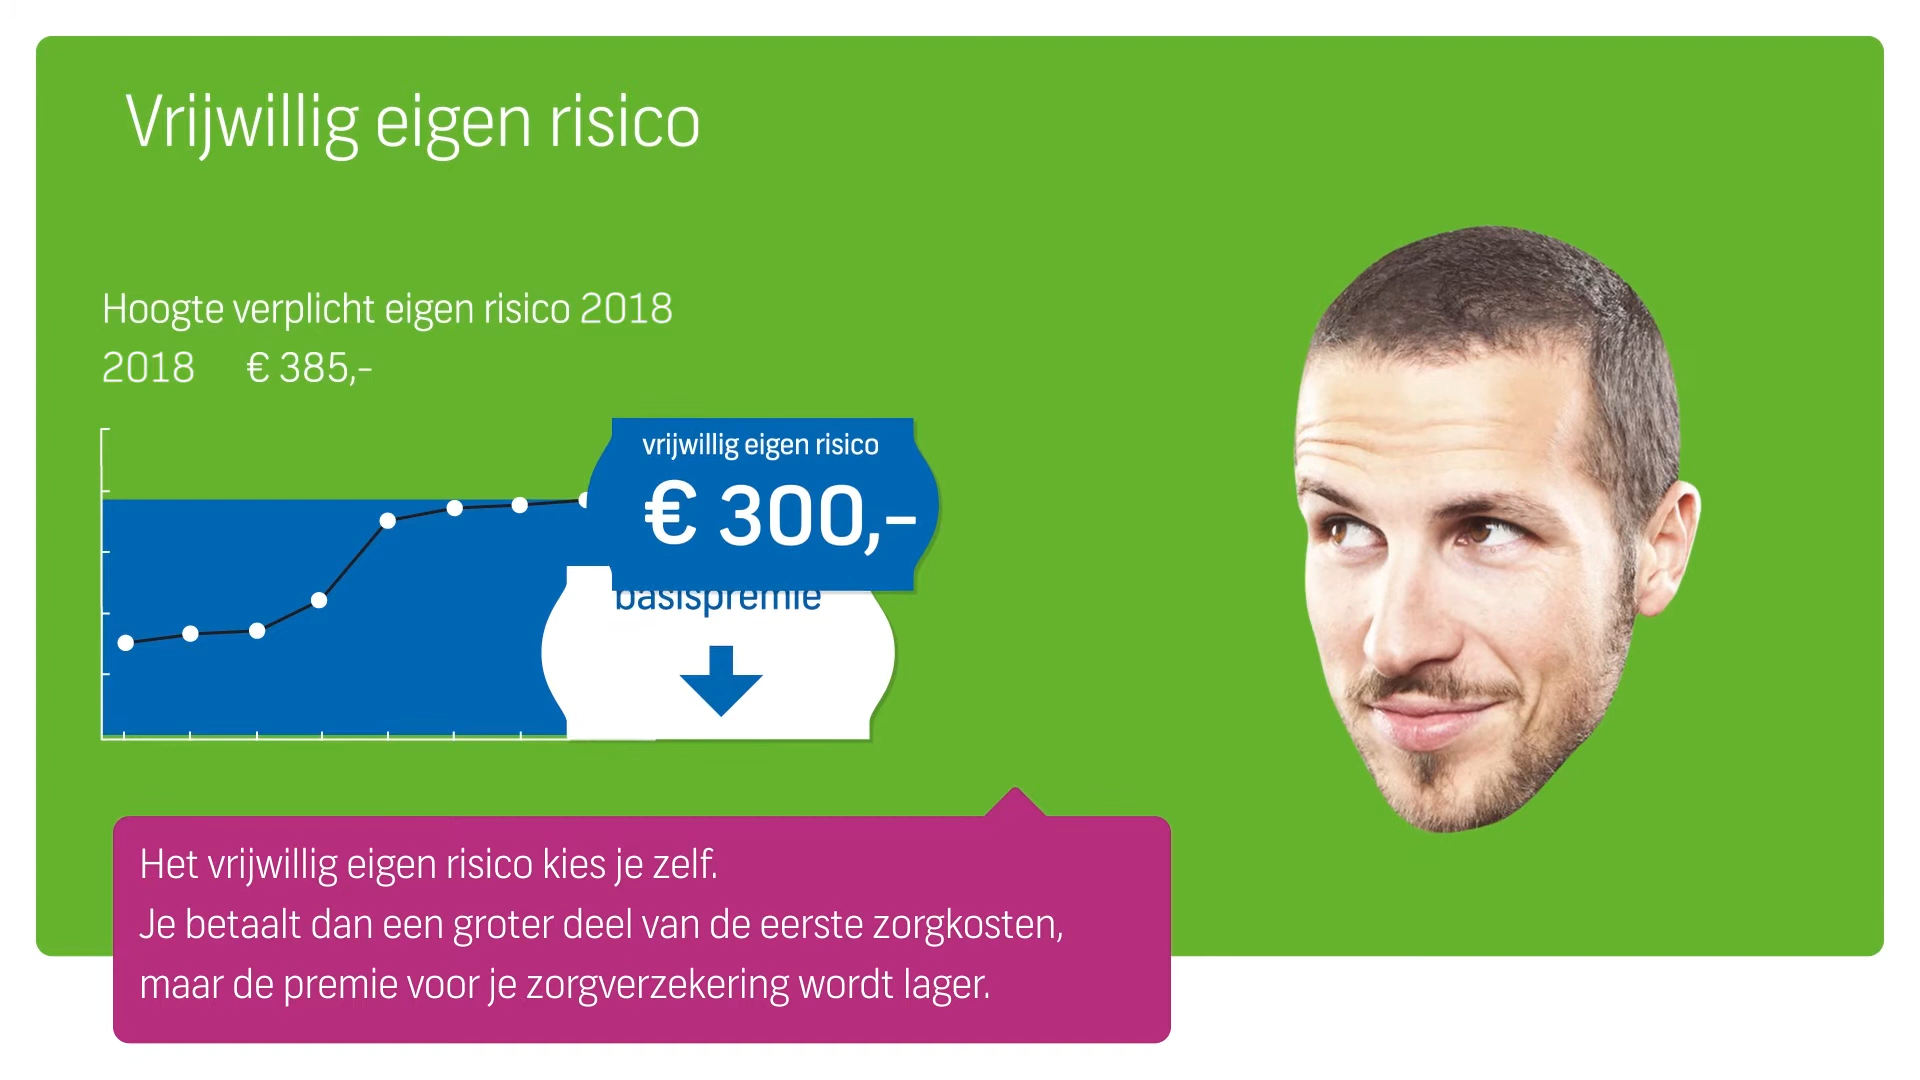 Vrijwillig eigen risico
Hoogte verplicht eigen risico 2018
2018 € 385,-
vrijwillig eigen risico
€ 300,-
basispremie
Het vrijwillig eigen risico kies je zelf.
Je betaalt dan een groter deel van de eerste zorgkosten,
maar de premie voor je zorgverzekering wordt lager.